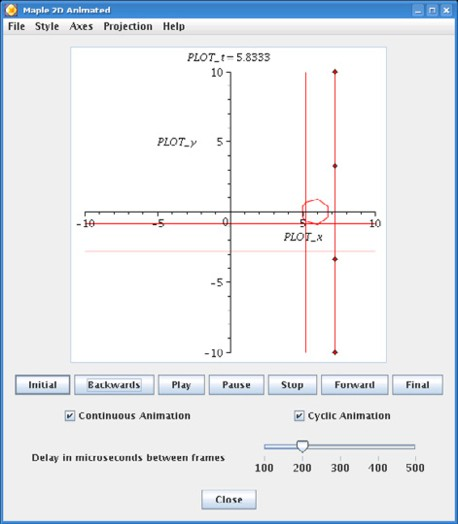 Maple 2D Animated
File Style Axes Projection Help
PLOT_t = 5.8333
10
PLOT_y 5
-10 -5 0 5 10
PLOT_x
-5
-10
Initial Backwards Play Pause Stop Forward Final
Continuous Animation Cyclic Animation
Delay in microseconds between frames
100 200 300 400 500
Close